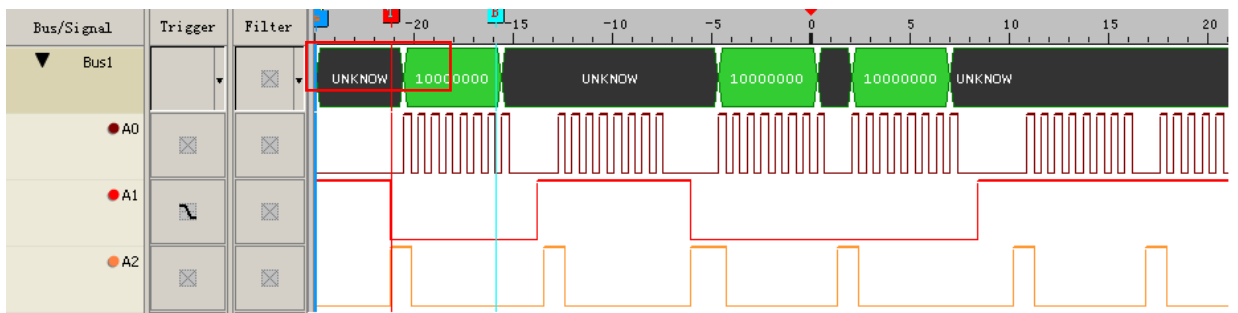 Bus/Signal Trigger Filter T -20 B -15 -10 -5 0 5 10 15 20
Bus1 UNKNOW 10000000 UNKNOW 10000000 10000000 UNKNOW
A0
A1
A2